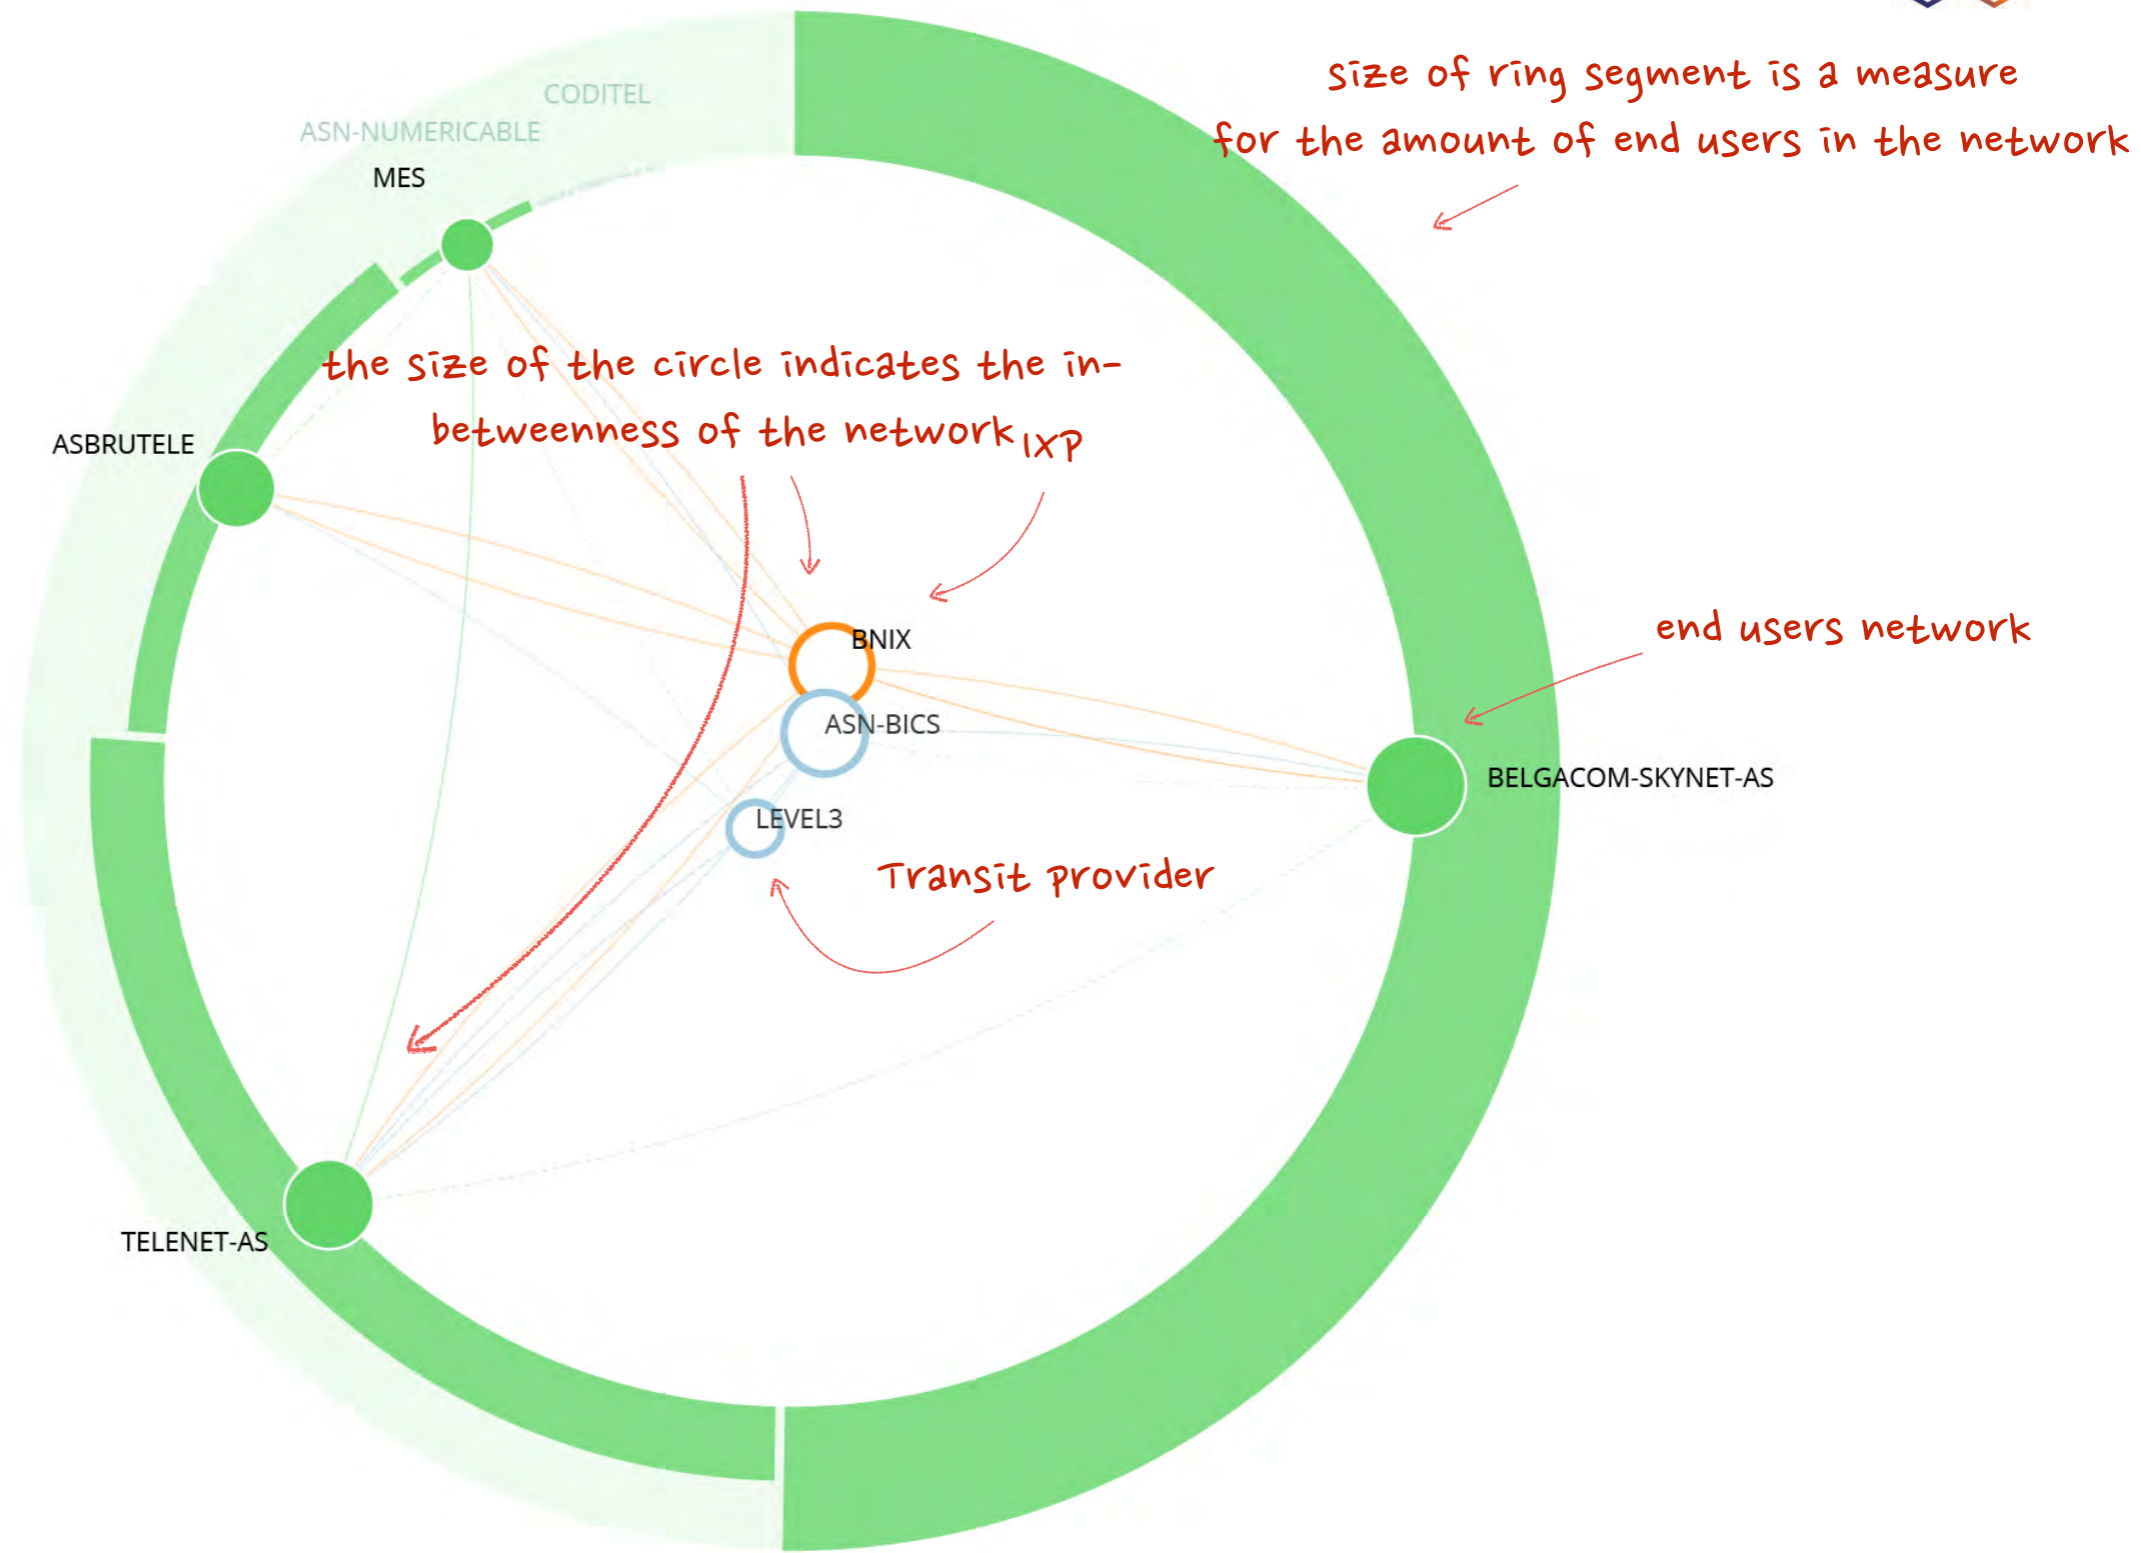 size of ring segment is a measure
for the amount of end users in the network
CODITEL
ASN-NUMERICABLE
MES
the size of the circle indicates the in-
betweenness of the network
IXP
ASBRUTELE
BNIX
end users network
ASN-BICS
BELGACOM-SKYNET-AS
LEVEL3
Transit provider
TELENET-AS